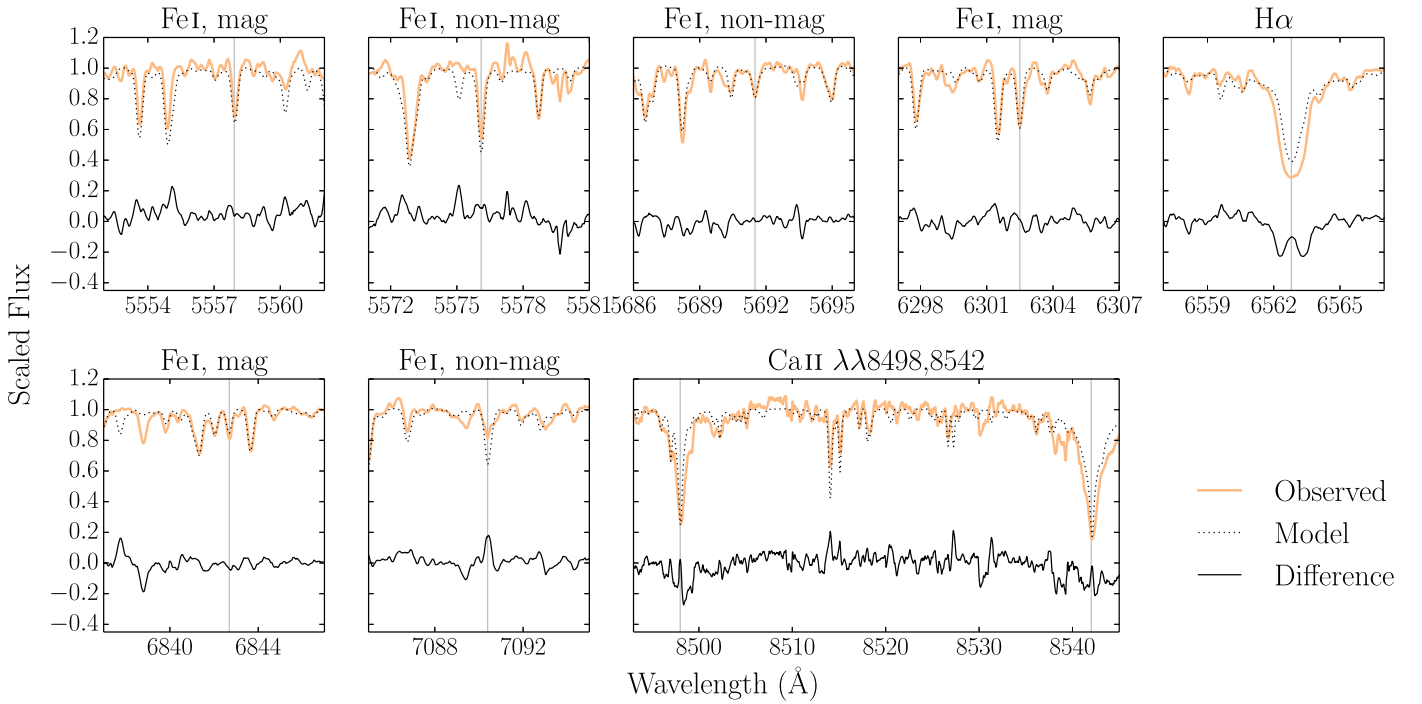 Fe I, mag
Fe I, non-mag
Fe I, non-mag
Fe I, mag
Hα
1.2
1.0
0.8
0.6
0.4
0.2
0.0
−0.2
−0.4
5554 5557 5560
5572 5575 5578 5581
5686 5689 5692 5695
6298 6301 6304 6307
6559 6562 6565
Scaled Flux
Fe I, mag
Fe I, non-mag
Ca II λλ8498,8542
1.2
1.0
0.8
0.6
0.4
0.2
0.0
−0.2
−0.4
6840 6844
7088 7092
8500 8510 8520 8530 8540
Wavelength (Å)
Observed
Model
Difference